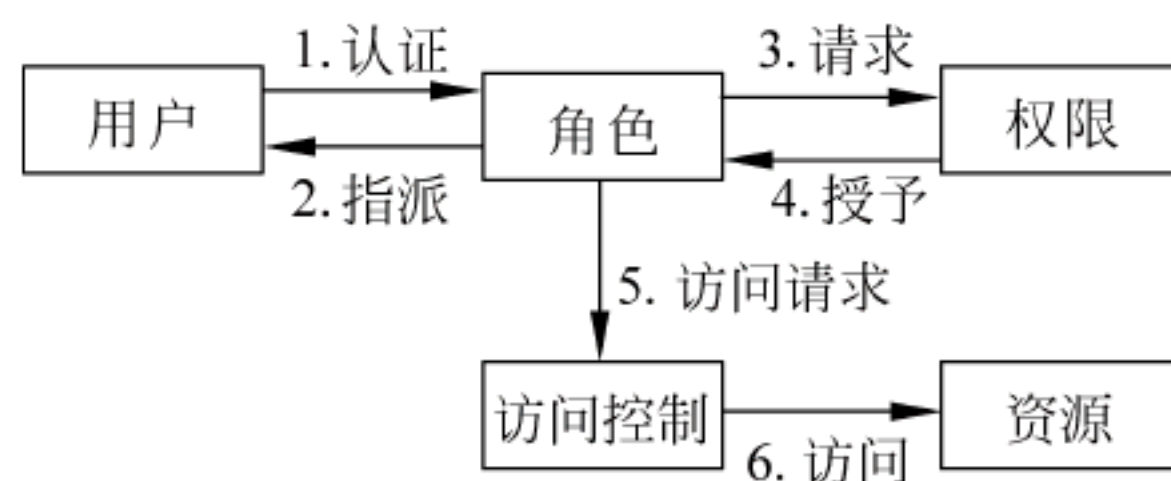 1.认证
3.请求
用户
角色
权限
2.指派
4.授予
5. 访问请求
访问控制
资源
6. 访问